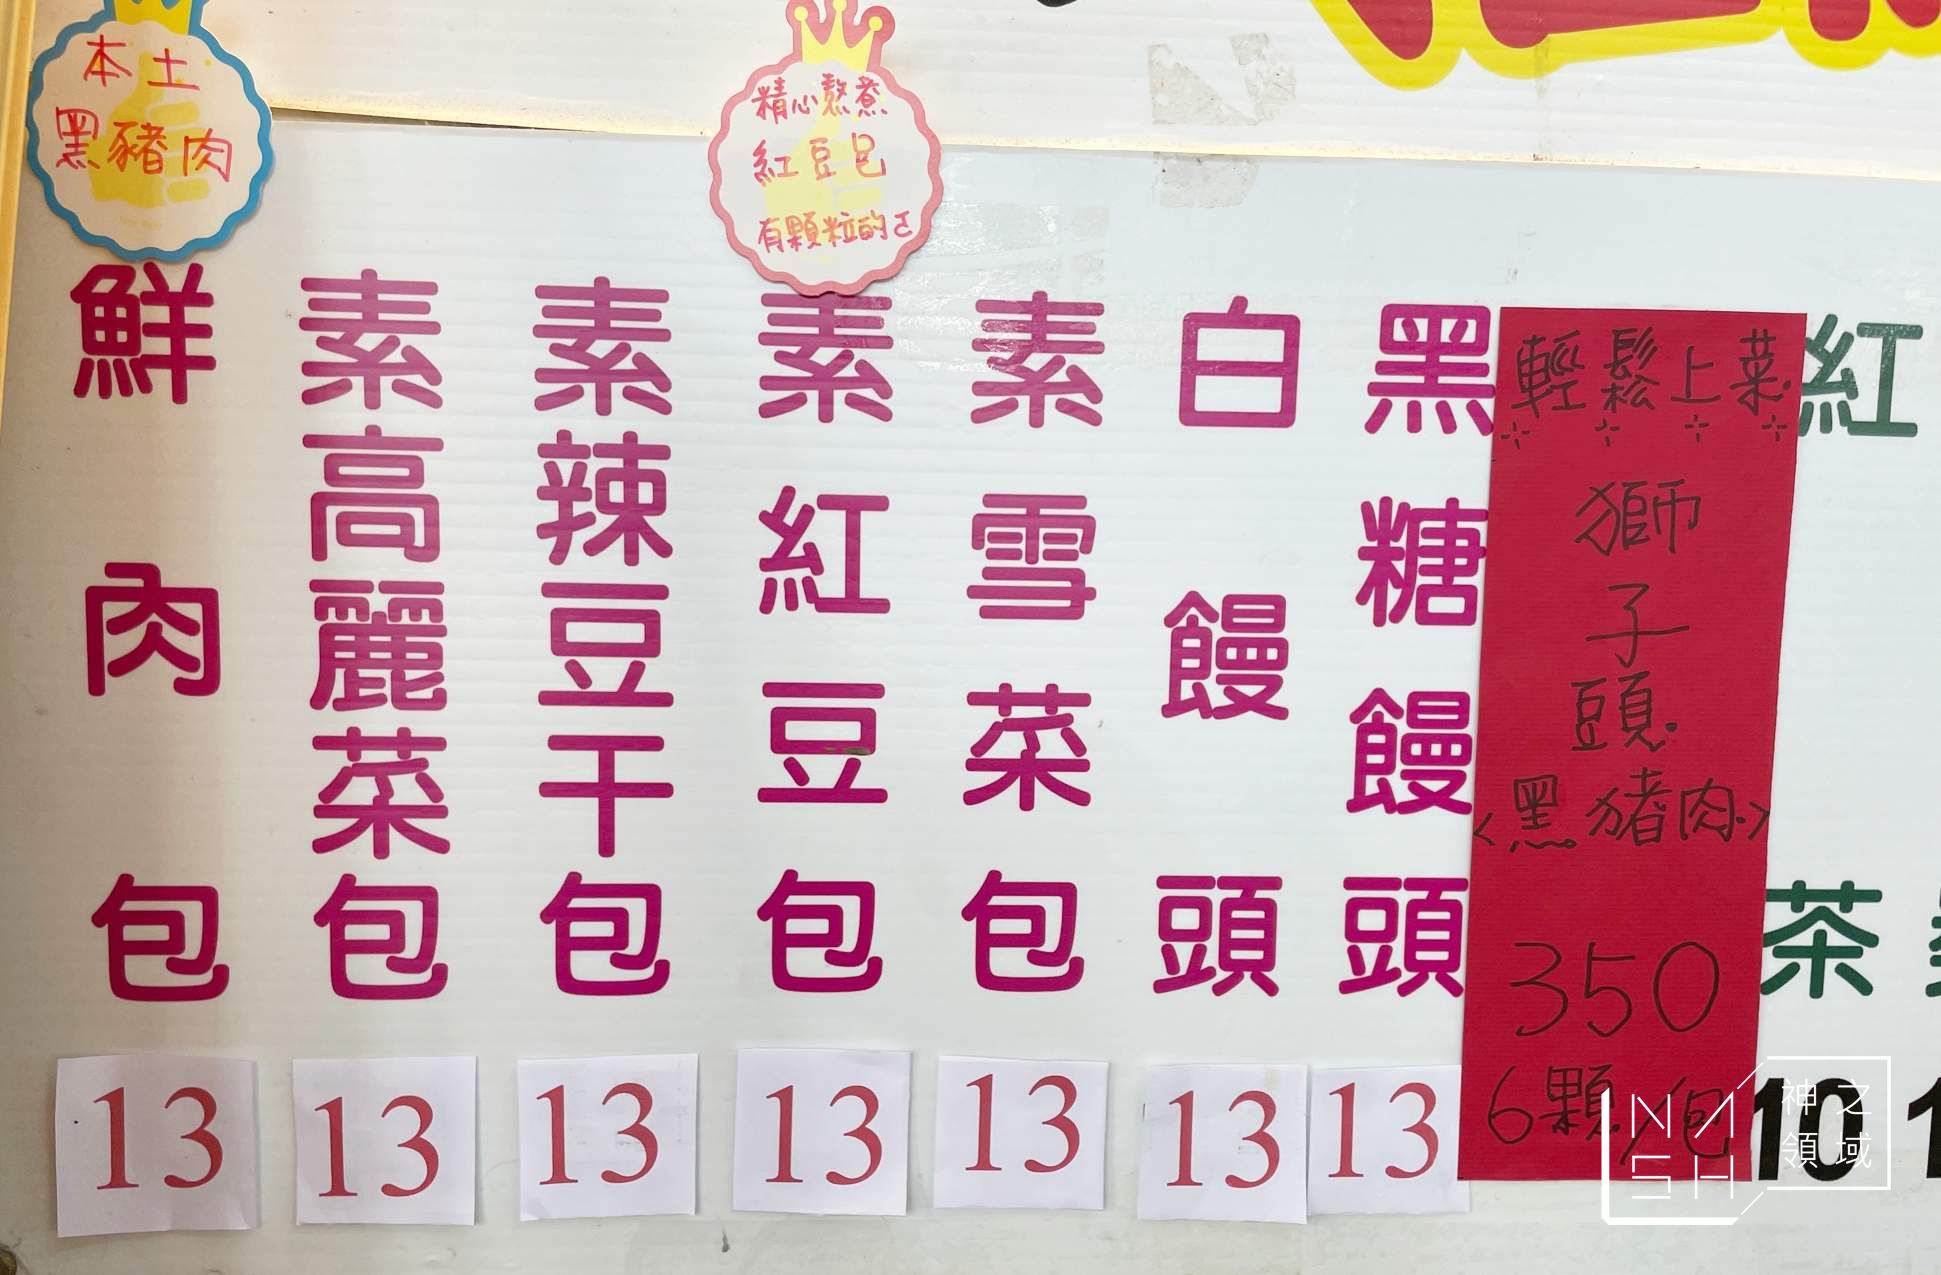 本土
黑豬肉
精心熬煮
紅豆包
有顆粒的
鮮肉包
13
素高麗菜包
13
素辣豆干包
13
素紅豆包
13
素雪菜包
13
白饅頭
13
黑糖饅頭
13
輕鬆上菜
獅子頭
<黑豬肉>
350
6顆/包
紅茶
10
NASH
神之
領域